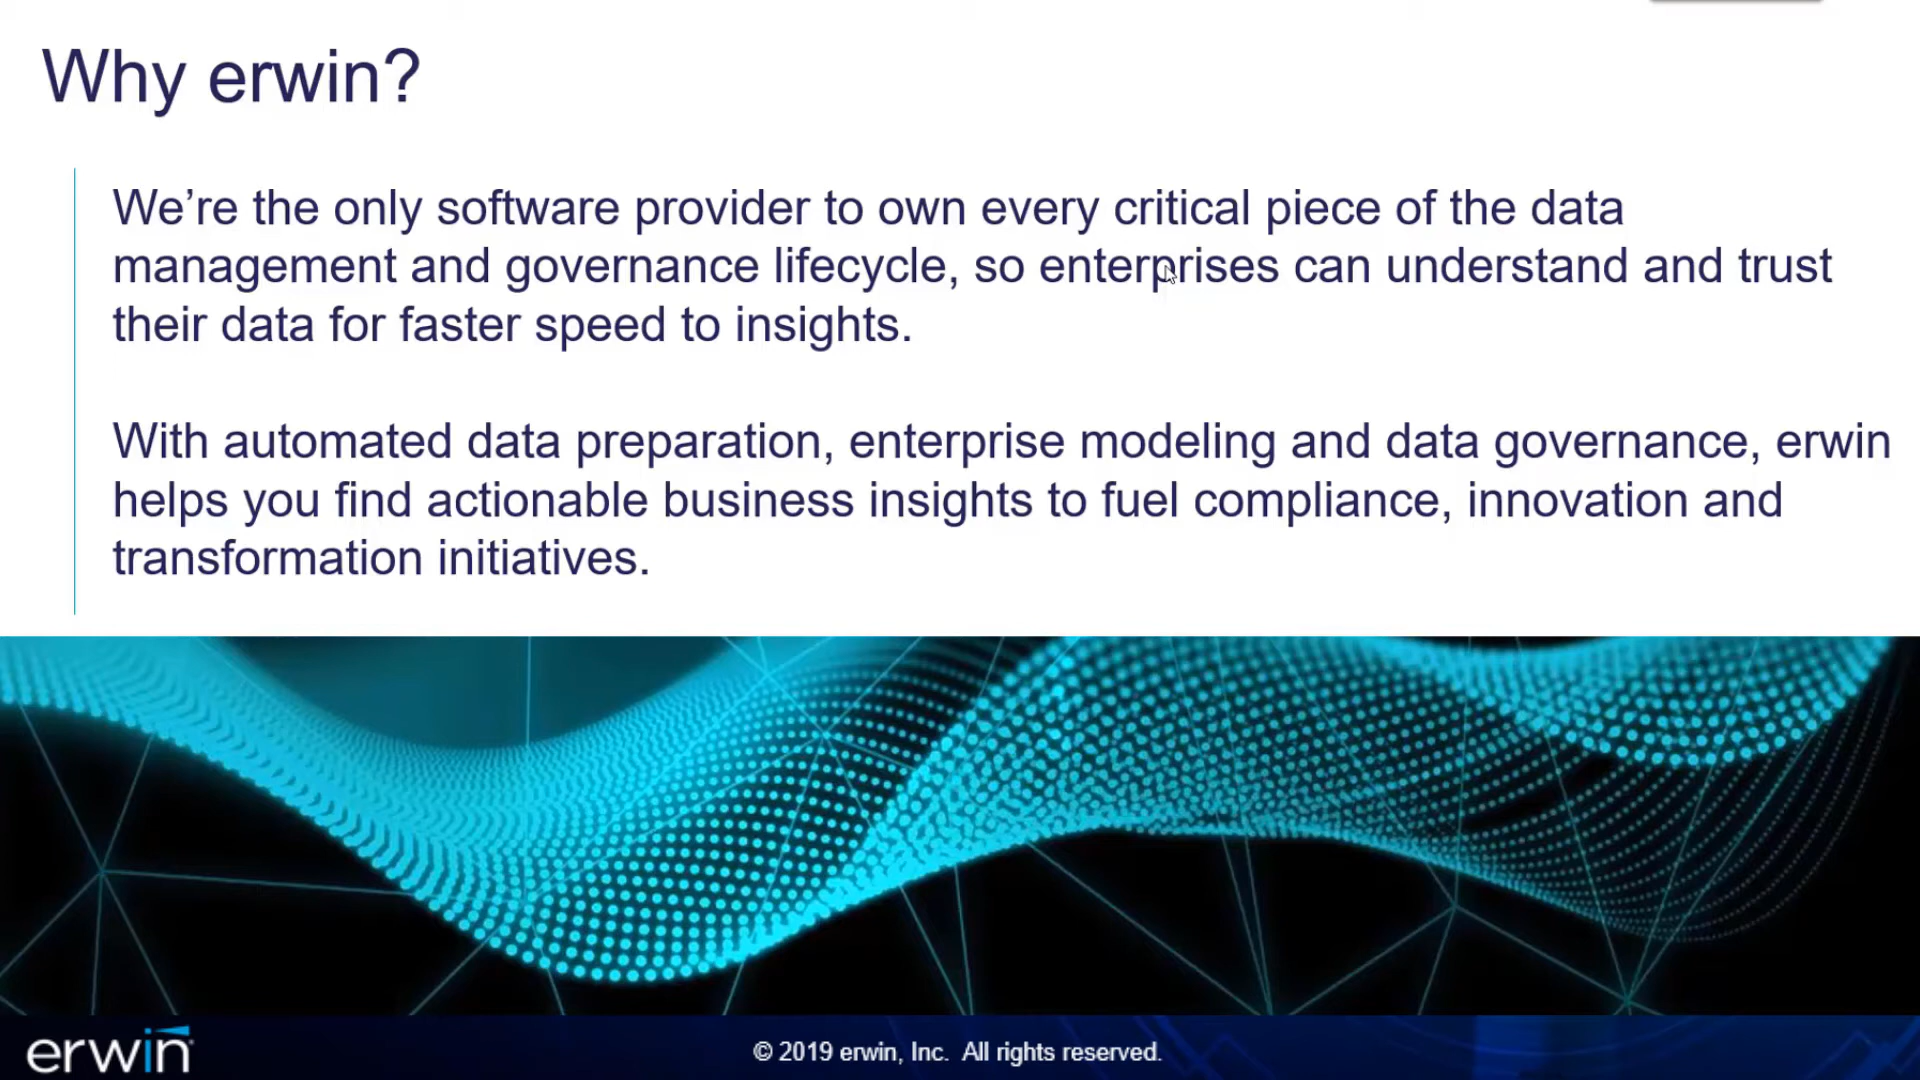 Why erwin?
We’re the only software provider to own every critical piece of the data
management and governance lifecycle, so enterprises can understand and trust
their data for faster speed to insights.
With automated data preparation, enterprise modeling and data governance, erwin
helps you find actionable business insights to fuel compliance, innovation and
transformation initiatives.
erwin
© 2019 erwin, Inc.  All rights reserved.